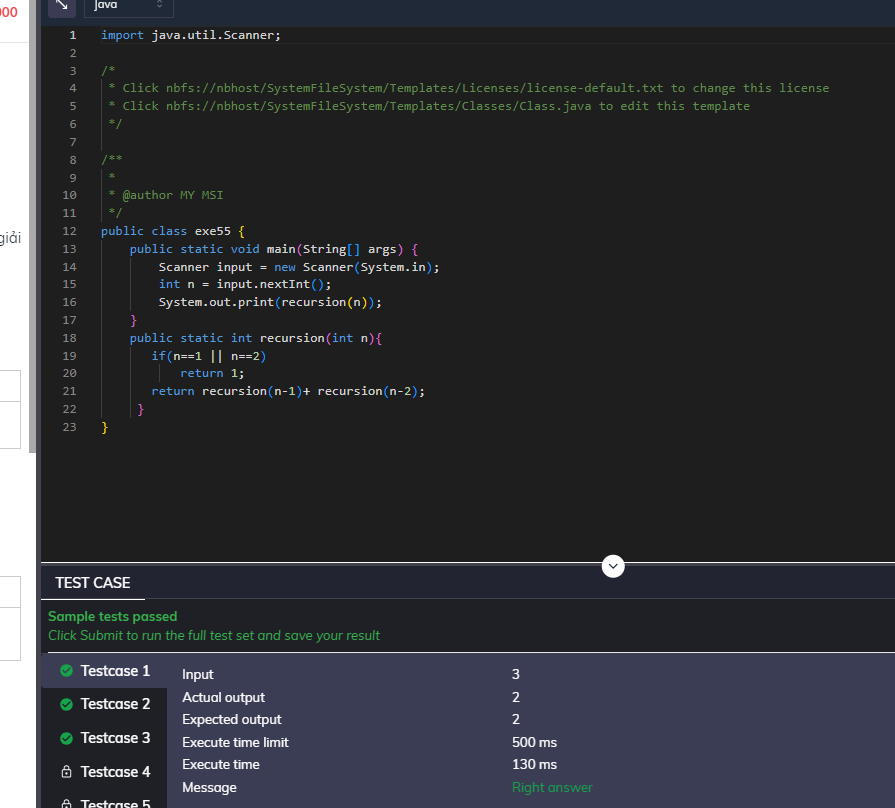 000
Java
giải
1 import java.util.Scanner;
2
3 /*
4  * Click nbfs://nbhost/SystemFileSystem/Templates/Licenses/license-default.txt to change this license
5  * Click nbfs://nbhost/SystemFileSystem/Templates/Classes/Class.java to edit this template
6  */
7
8 /**
9  *
10  * @author MY MSI
11  */
12 public class exe55 {
13     public static void main(String[] args) {
14         Scanner input = new Scanner(System.in);
15         int n = input.nextInt();
16         System.out.print(recursion(n));
17     }
18     public static int recursion(int n){
19        if(n==1 || n==2)
20            return 1;
21        return recursion(n-1)+ recursion(n-2);
22      }
23 }
TEST CASE
Sample tests passed
Click Submit to run the full test set and save your result
Testcase 1
Testcase 2
Testcase 3
Testcase 4
Testcase 5
Input 3
Actual output 2
Expected output 2
Execute time limit 500 ms
Execute time 130 ms
Message Right answer